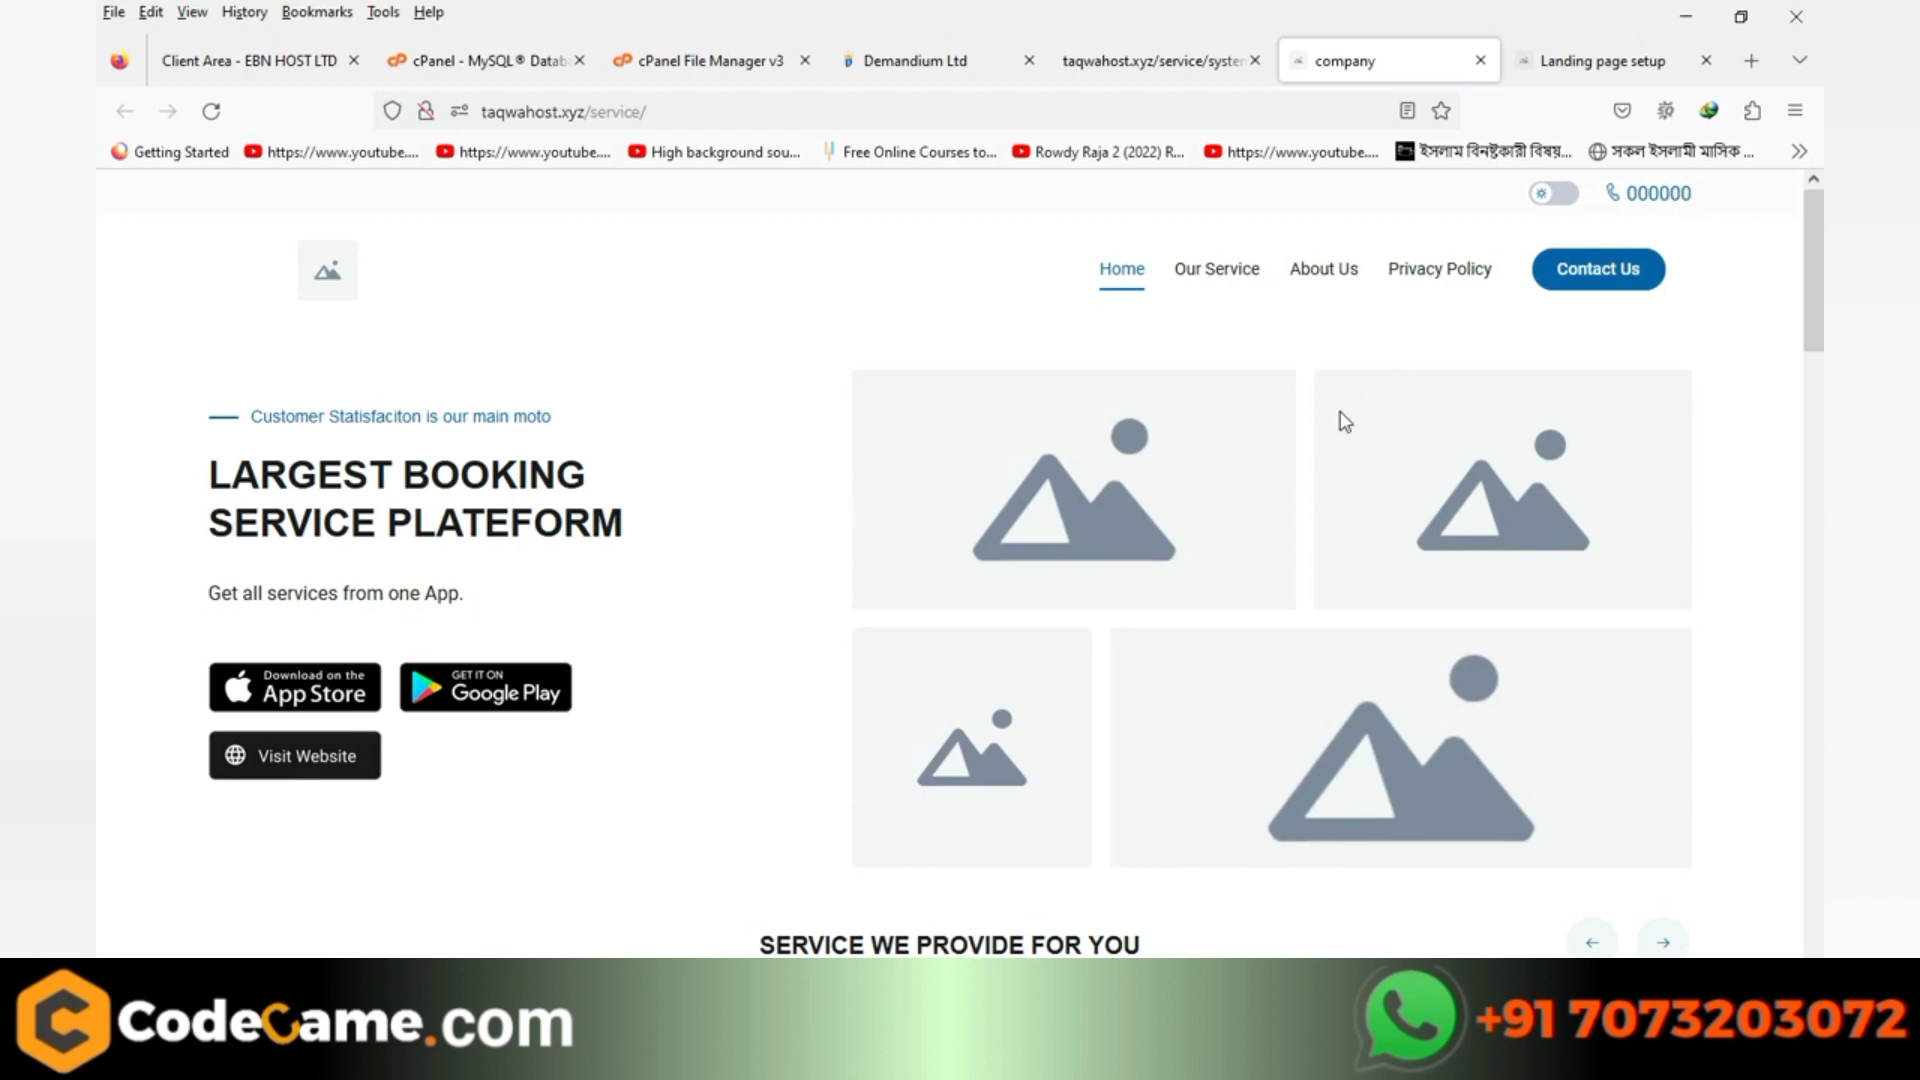 File Edit View History Bookmarks Tools Help
Client Area - EBN HOST LTD cPanel - MySQL® Databa cPanel File Manager v3 Demandium Ltd taqwahost.xyz/service/syster company Landing page setup
taqwahost.xyz/service/
Getting Started https://www.youtube.... https://www.youtube.... High background sou... Free Online Courses to... Rowdy Raja 2 (2022) R... https://www.youtube.... ইসলাম বিনষ্টকারী বিষয়... সকল ইসলামী মাসিক ...
000000
Home Our Service About Us Privacy Policy Contact Us
Customer Statisfaciton is our main moto
LARGEST BOOKING
SERVICE PLATEFORM
Get all services from one App.
Download on the
App Store
GET IT ON
Google Play
Visit Website
SERVICE WE PROVIDE FOR YOU
CodeGame.com
+91 7073203072